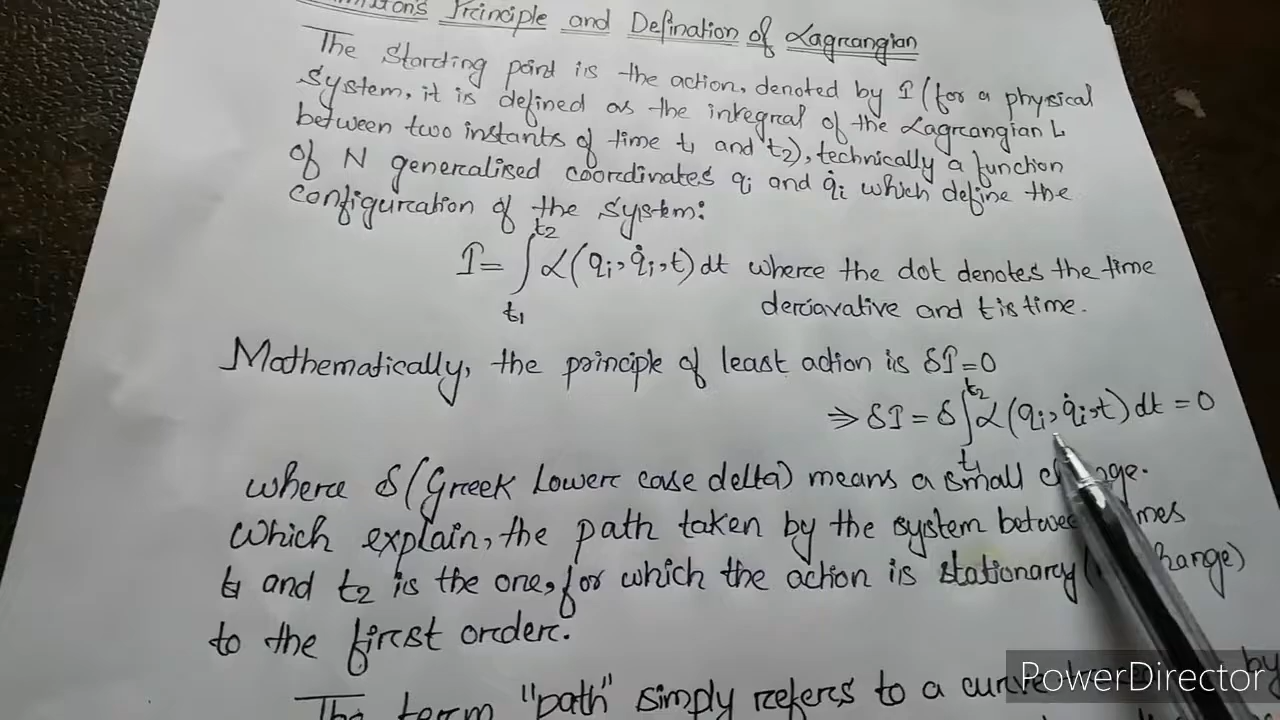 Principle and Defination of Lagrangian
The Starting point is the action, denoted by I (for a physical
System, it is defined as the integral of the Lagrangian L
between two instants of time t₁ and t₂), technically a function
of N generalised coordinates qᵢ and q̇ᵢ which define the
Configuration of the system:
I = ∫ₜ₁ᵗ² L(qᵢ, q̇ᵢ, t) dt where the dot denotes the time
deriavative and t is time.
Mathematically, the principle of least action is δI = 0
⇒ δI = δ∫ₜ₁ᵗ² L(qᵢ, q̇ᵢ, t) dt = 0
where δ (Greek Lower case delta) means a small
Which explain, the path taken by the system
t₁ and t₂ is the one, for which the action is stationary
to the first order.
The term "path" simply refers to a curve by
PowerDirector